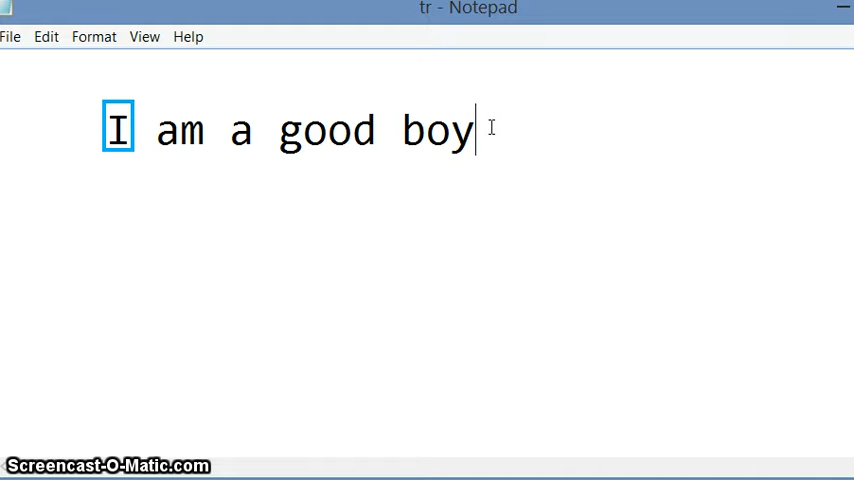 tr - Notepad
File Edit Format View Help
I am a good boy
Screencast-O-Matic.com